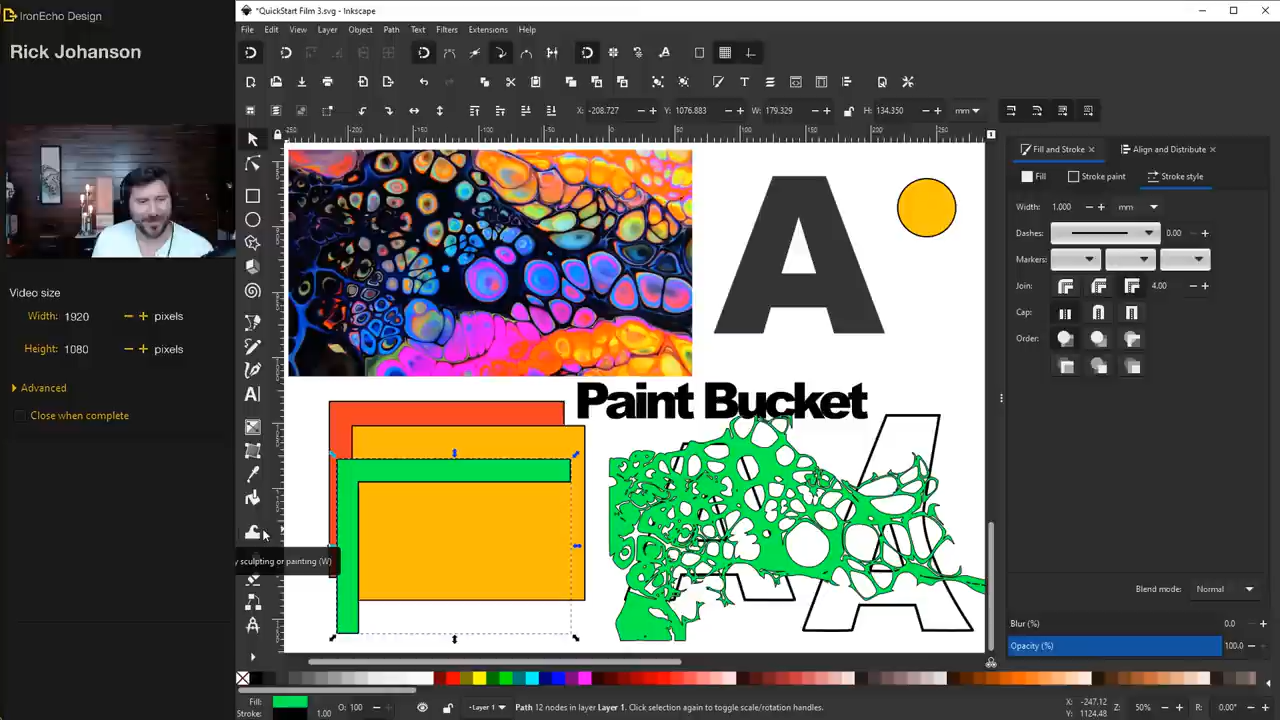 IronEcho Design
*QuickStart Film 3.svg - Inkscape
Rick Johanson
File Edit View Layer Object Path Text Filters Extensions Help
X: -208.727 Y: 1076.883 W: 179.329 H: 134.350 mm
Fill and Stroke Align and Distribute
Fill Stroke paint Stroke style
Width: 1.000 mm
Dashes: 0.00
Markers:
Join: 4.00
Cap:
Order:
Video size
Width: 1920 pixels
Height: 1080 pixels
Advanced
Close when complete
A
Paint Bucket
A A
y sculpting or painting (W)
Blend mode: Normal
Blur (%) 0.0
Opacity (%) 100.0
Fill:
Stroke: 1.00
O: 100
Layer 1
Path 12 nodes in layer Layer 1. Click selection again to toggle scale/rotation handles.
X: -247.12
Y: 1124.48
Z: 50%
R: 0.00°